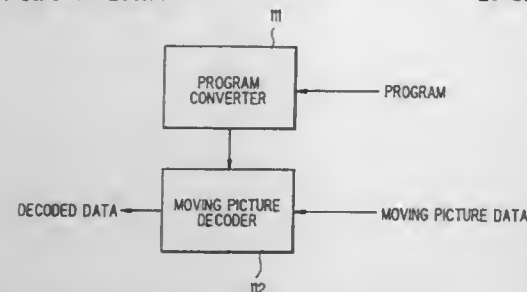 111
PROGRAM
CONVERTER
PROGRAM
DECODED DATA
MOVING PICTURE
DECODER
MOVING PICTURE DATA
112